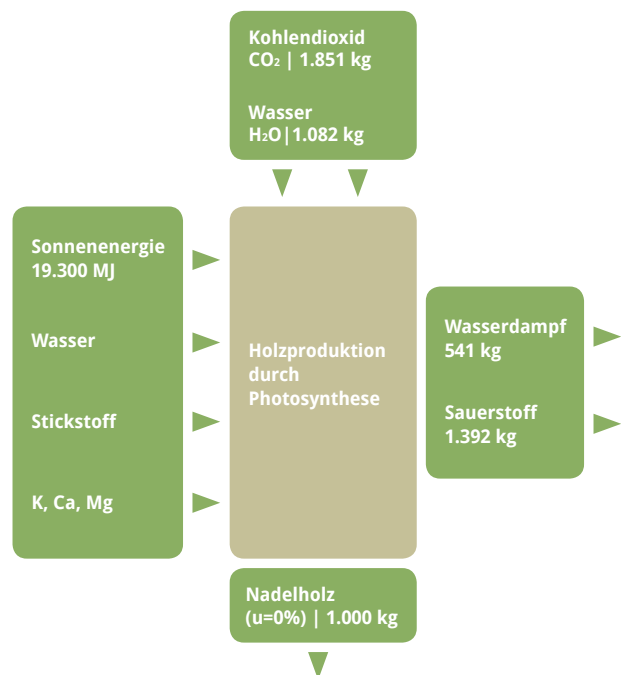 Kohlendioxid
CO₂ | 1.851 kg
Wasser
H₂O|1.082 kg
Sonnenenergie
19.300 MJ
Wasser
Stickstoff
K, Ca, Mg
Holzproduktion
durch
Photosynthese
Wasserdampf
541 kg
Sauerstoff
1.392 kg
Nadelholz
(u=0%) | 1.000 kg